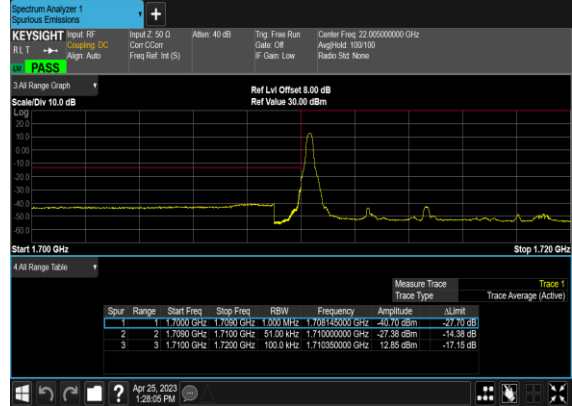 Spectrum Analyzer 1
Spurious Emissions
KEYSIGHT Input: RF Input Z: 50 Ω Atten: 40 dB Trig: Free Run Center Freq: 22.005000000 GHz
RLT Coupling: DC Corr CCorr Gate: Off Avg|Hold: 100/100
Align: Auto Freq Ref: Int (S) IF Gain: Low Radio Std: None
PASS
3 All Range Graph
Ref Lvl Offset 8.00 dB
Scale/Div 10.0 dB Ref Value 30.00 dBm
Log
20.0
10.0
0.00
-10.0
-20.0
-30.0
-40.0
-50.0
-60.0
Start 1.700 GHz Stop 1.720 GHz
4 All Range Table
Measure Trace Trace 1
Trace Type Trace Average (Active)
Spur Range Start Freq Stop Freq RBW Frequency Amplitude ΔLimit
1 1 1.7000 GHz 1.7090 GHz 1.000 MHz 1.708145000 GHz -40.70 dBm -27.70 dB
2 2 1.7090 GHz 1.7100 GHz 51.00 kHz 1.710000000 GHz -27.38 dBm -14.38 dB
3 3 1.7100 GHz 1.7200 GHz 100.0 kHz 1.710350000 GHz 12.85 dBm -17.15 dB
Apr 25, 2023
1:28:05 PM